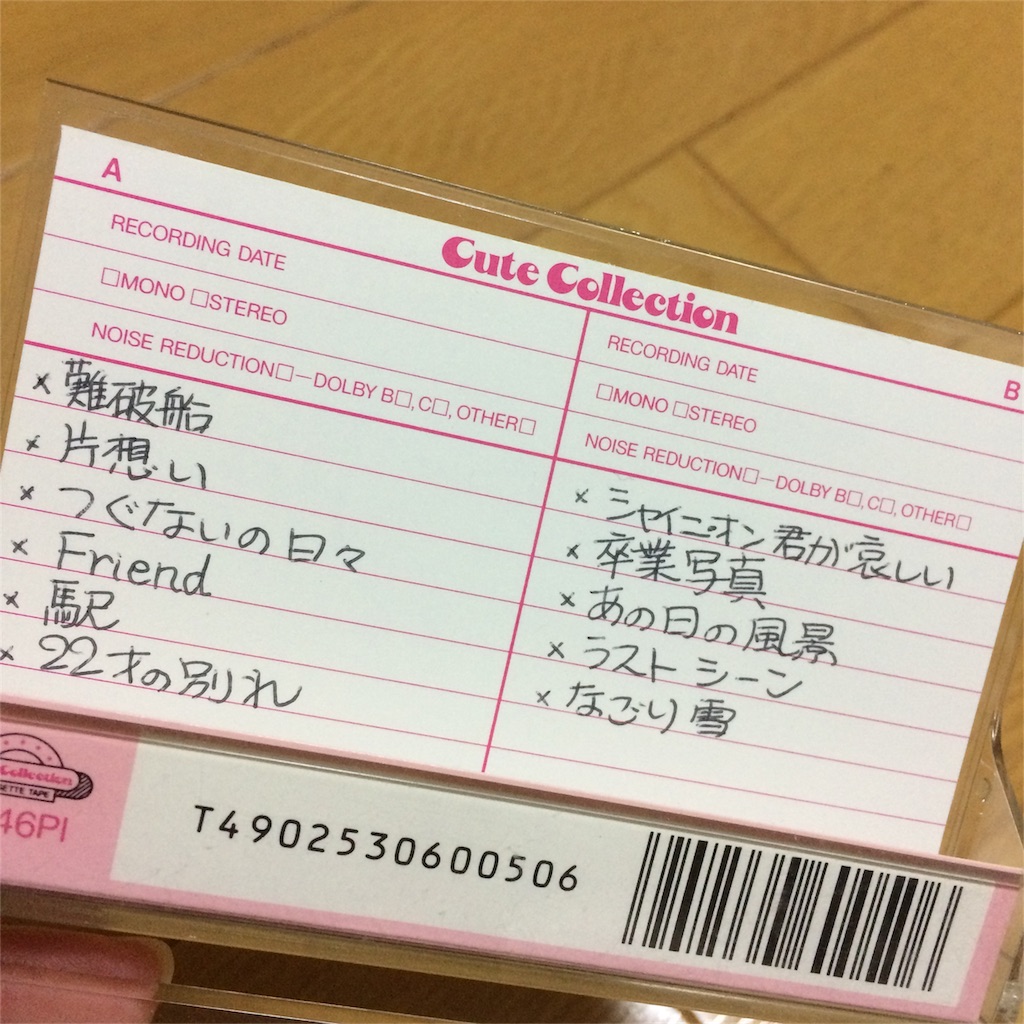 A
Cute Collection
RECORDING DATE
□MONO □STEREO
NOISE REDUCTION□—DOLBY B□, C□, OTHER□
× 難破船
× 片想い
× つぐないの日々
× Friend
× 駅
× 22才の別れ
B
RECORDING DATE
□MONO □STEREO
NOISE REDUCTION□—DOLBY B□, C□, OTHER□
× シャイニ・オン 君が哀しい
× 卒業写真
× あの日の風景
× ラスト シーン
× なごり雪
Collection
SETTE TAPE
46PI
T4902530600506